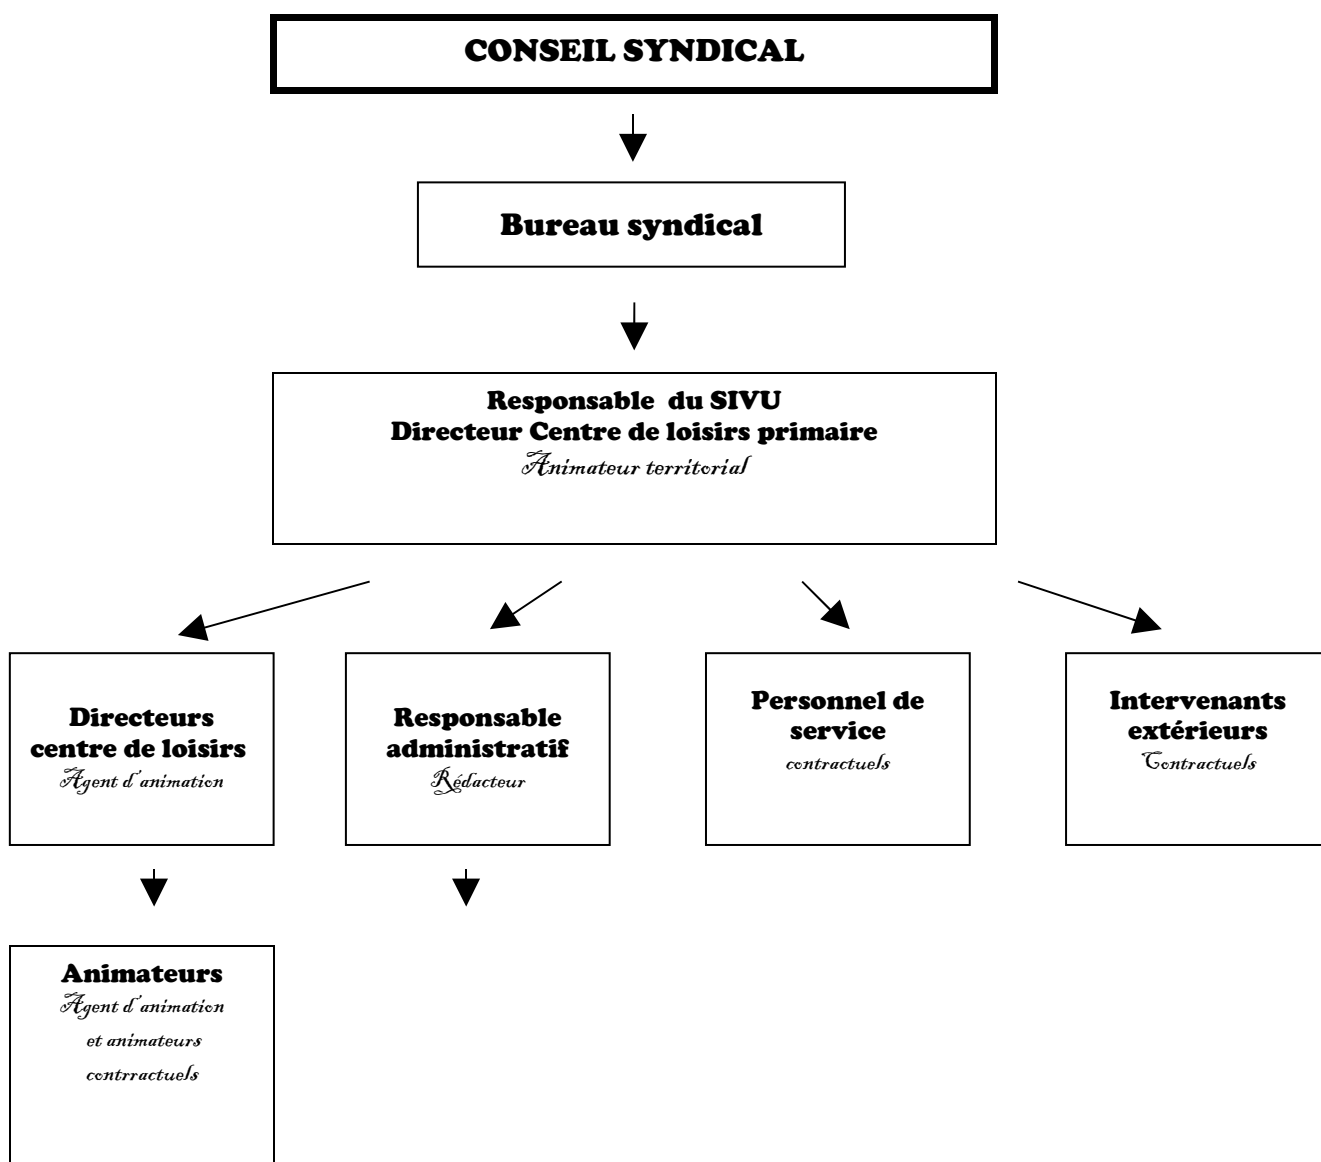 CONSEIL SYNDICAL
Bureau syndical
Responsable du SIVU
Directeur Centre de loisirs primaire
Animateur territorial
Directeurs
centre de loisirs
Agent d'animation
Responsable
administratif
Rédacteur
Personnel de
service
contractuels
Intervenants
extérieurs
Contractuels
Animateurs
Agent d'animation
et animateurs
contrractuels